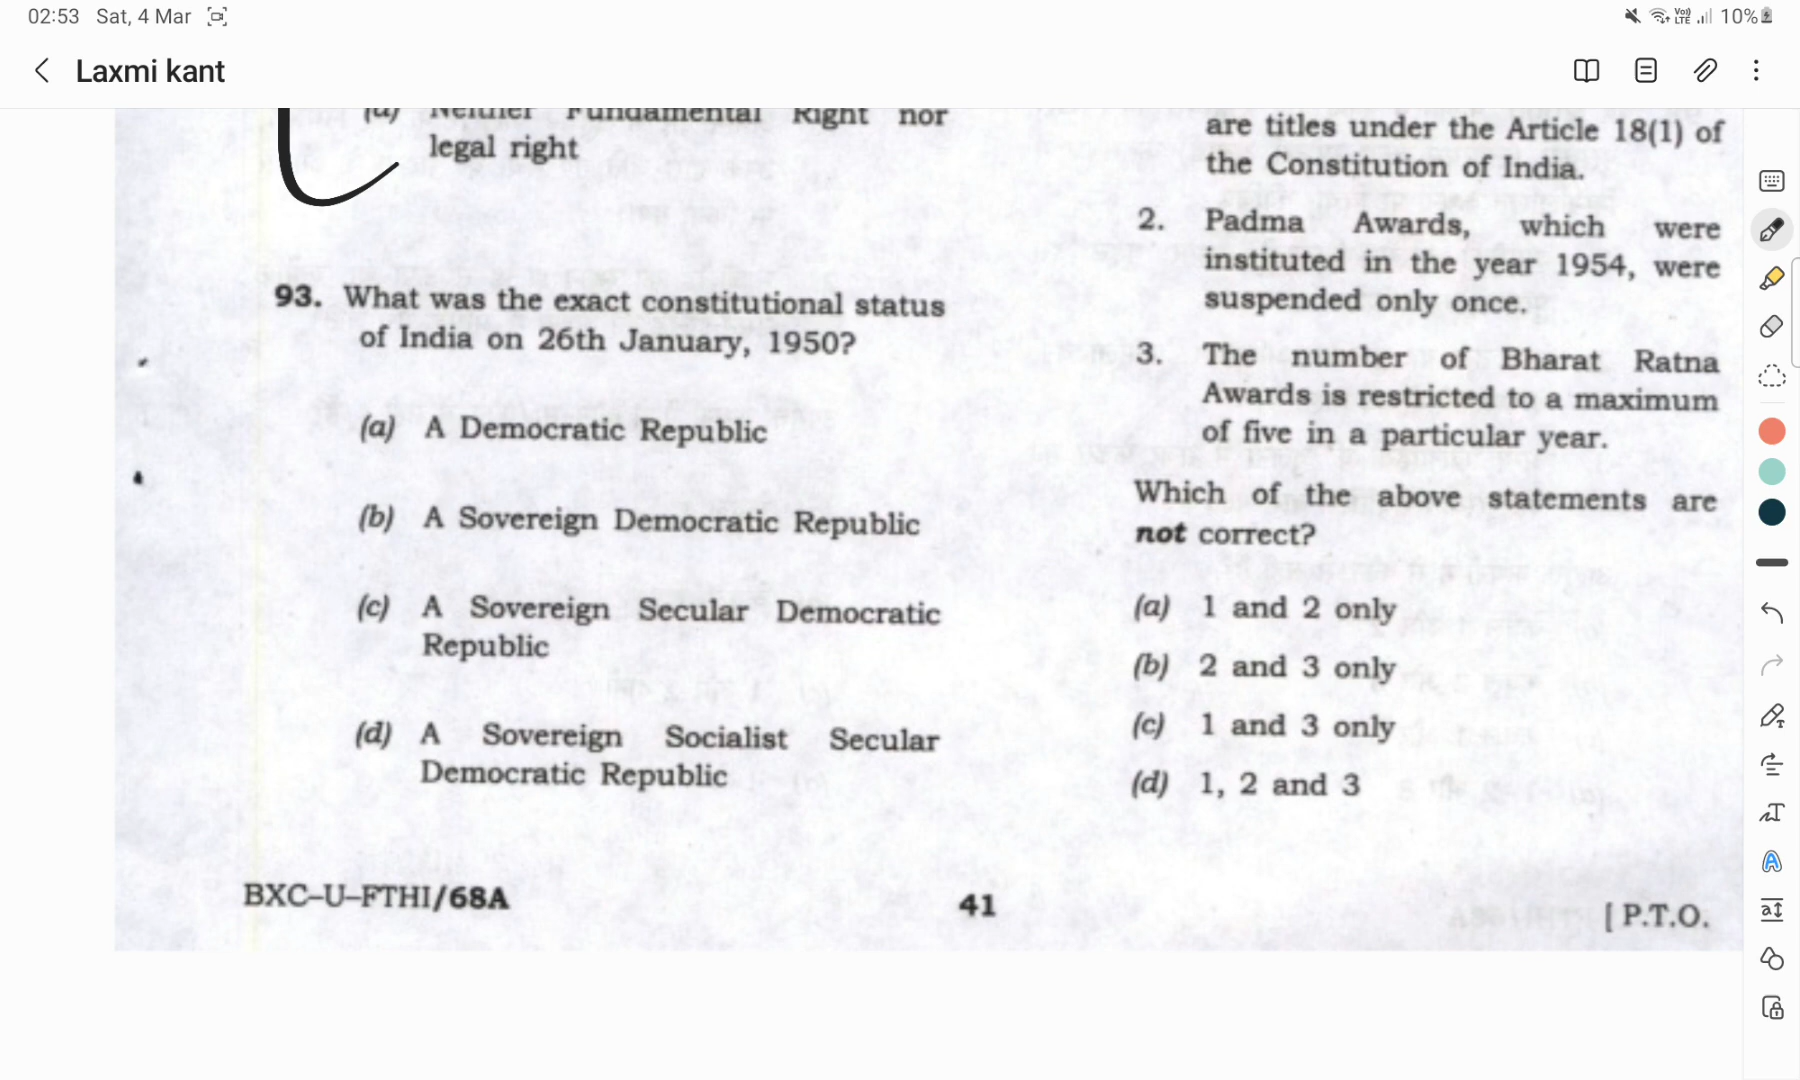 02:53 Sat, 4 Mar
10%
Laxmi kant
(d) Neither Fundamental Right nor
legal right
93. What was the exact constitutional status
of India on 26th January, 1950?
(a) A Democratic Republic
(b) A Sovereign Democratic Republic
(c) A Sovereign Secular Democratic
Republic
(d) A Sovereign Socialist Secular
Democratic Republic
are titles under the Article 18(1) of
the Constitution of India.
2. Padma Awards, which were
instituted in the year 1954, were
suspended only once.
3. The number of Bharat Ratna
Awards is restricted to a maximum
of five in a particular year.
Which of the above statements are
not correct?
(a) 1 and 2 only
(b) 2 and 3 only
(c) 1 and 3 only
(d) 1, 2 and 3
BXC–U–FTHI/68A
41
[ P.T.O.